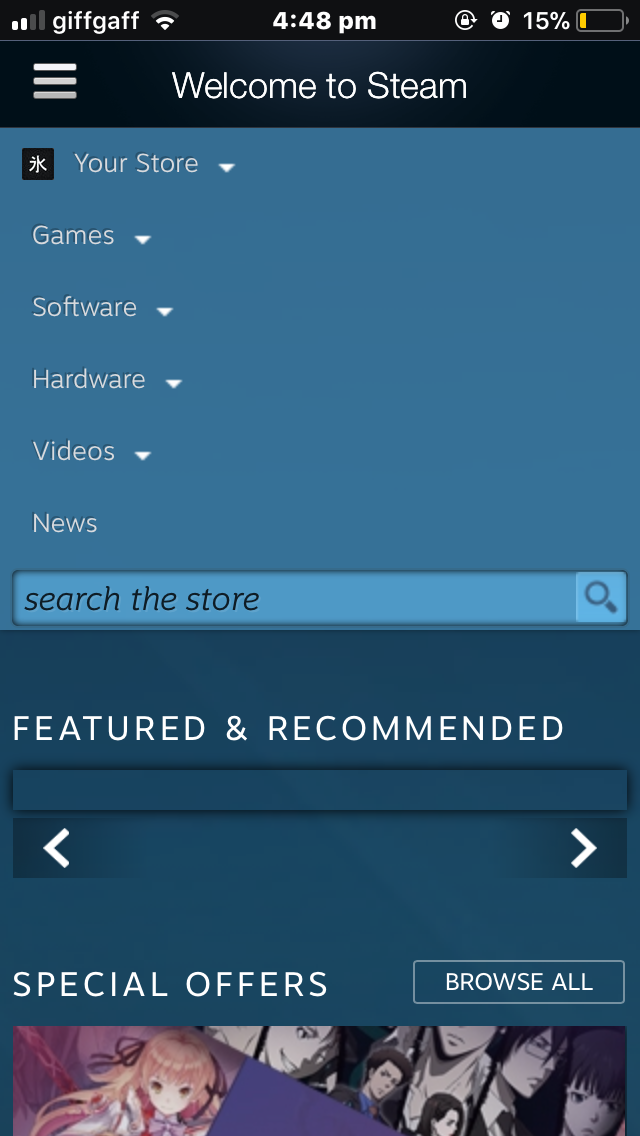 giffgaff 4:48 pm 15%
Welcome to Steam
氷 Your Store
Games
Software
Hardware
Videos
News
search the store
FEATURED & RECOMMENDED
SPECIAL OFFERS BROWSE ALL